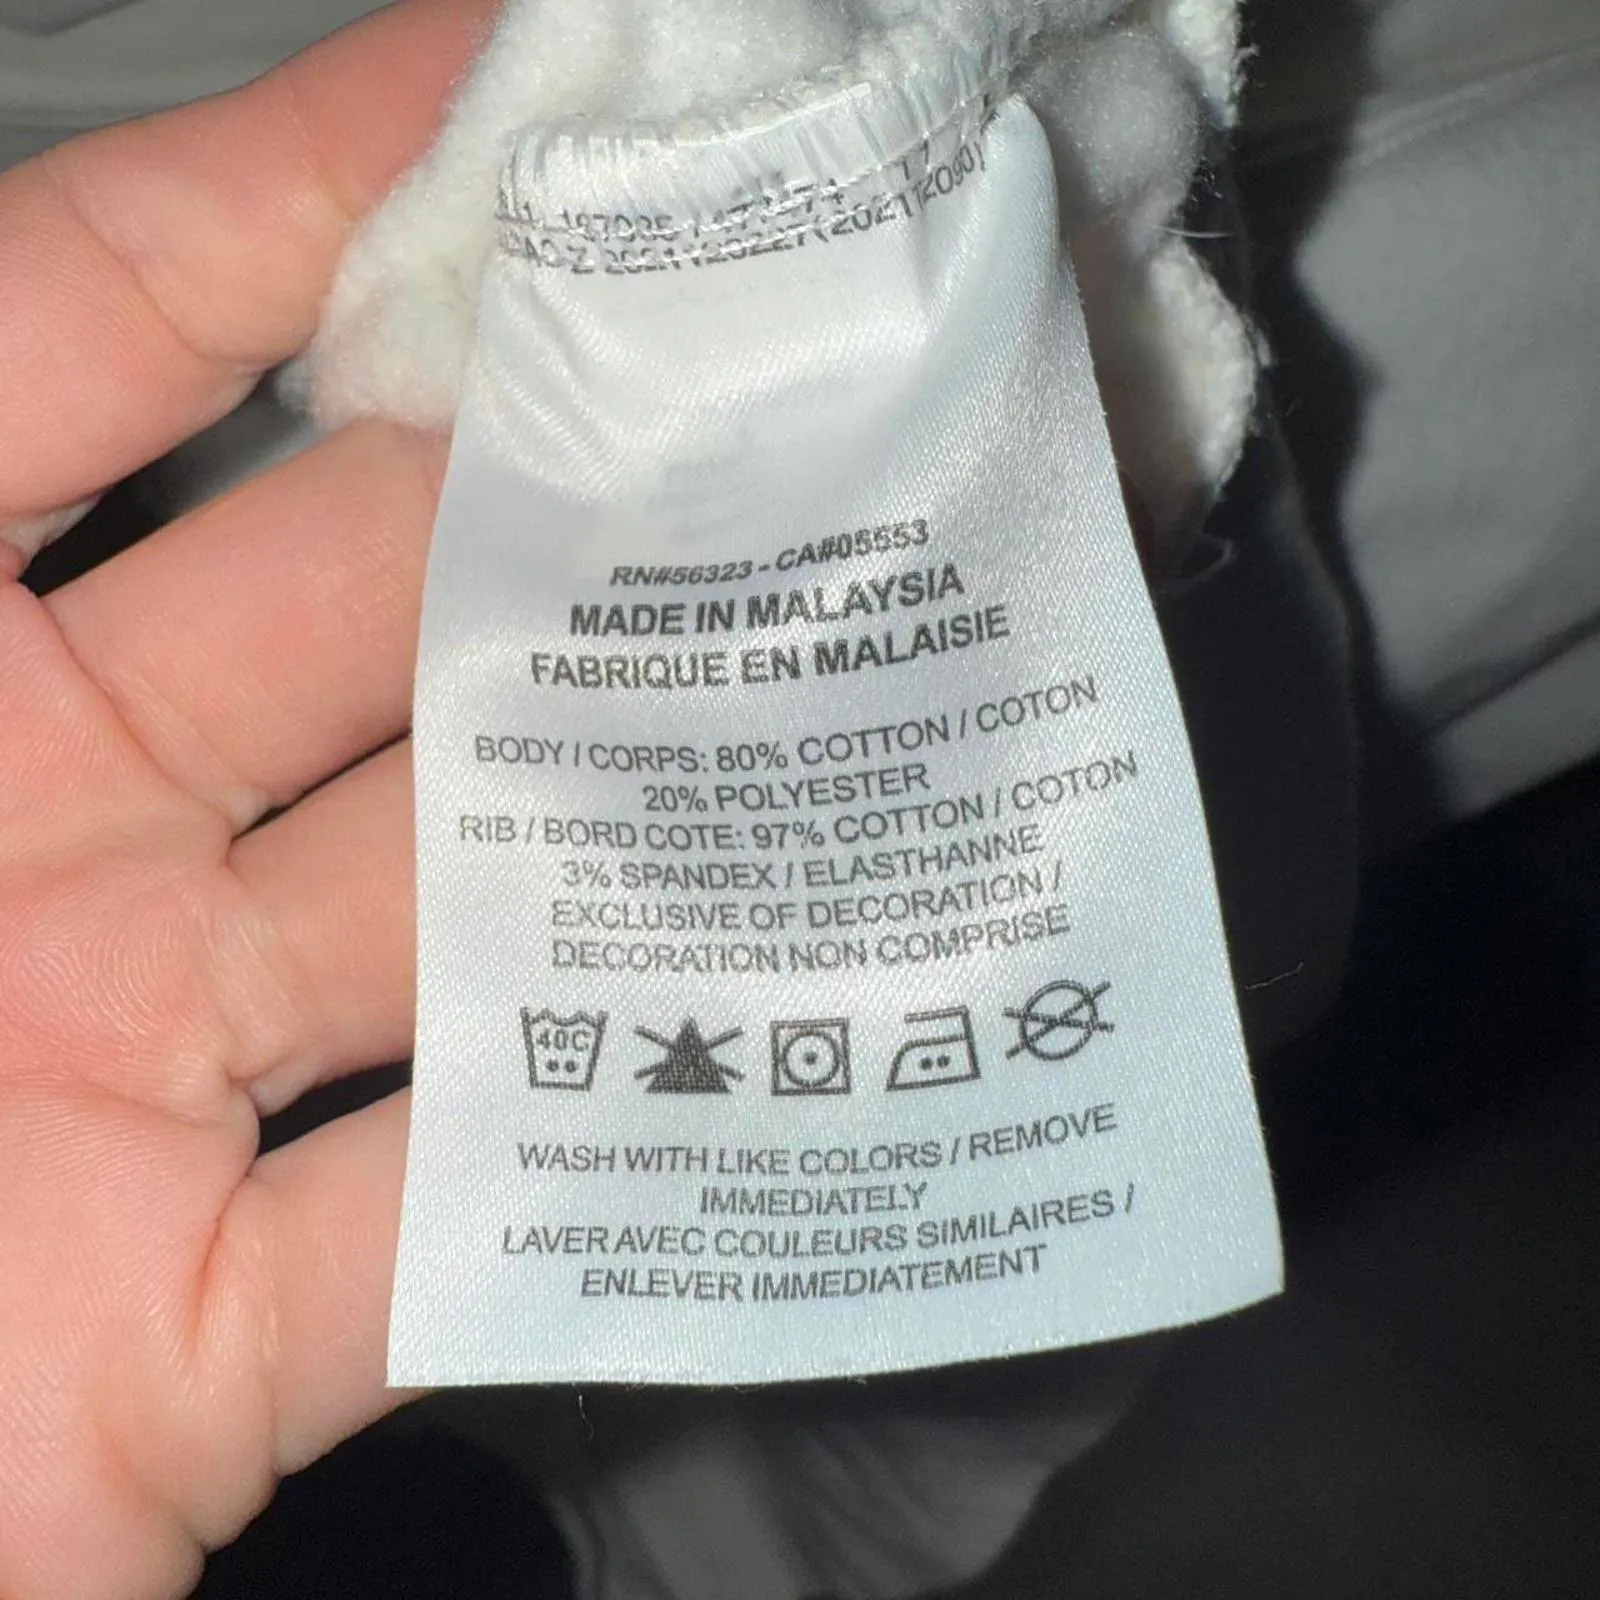 RN#56323 - CA#05553
MADE IN MALAYSIA
FABRIQUE EN MALAISIE
BODY / CORPS: 80% COTTON / COTON
20% POLYESTER
RIB / BORD COTE: 97% COTTON / COTON
3% SPANDEX / ELASTHANNE
EXCLUSIVE OF DECORATION /
DECORATION NON COMPRISE
40C
WASH WITH LIKE COLORS / REMOVE
IMMEDIATELY
LAVER AVEC COULEURS SIMILAIRES /
ENLEVER IMMEDIATEMENT